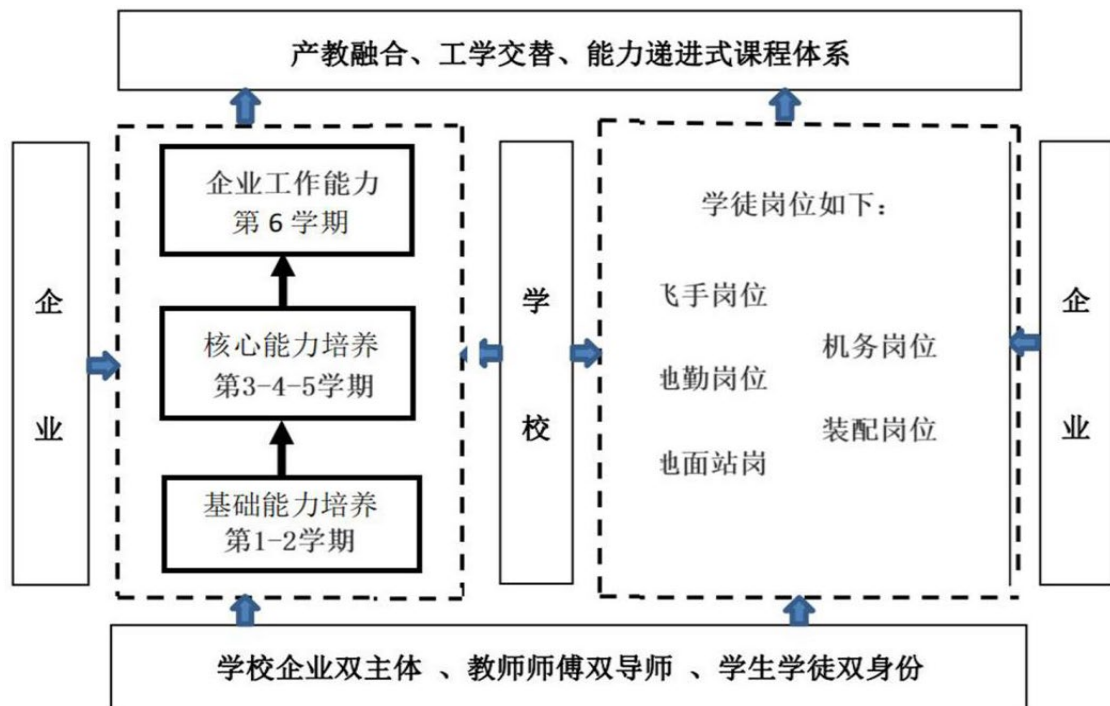 产教融合、工学交替、能力递进式课程体系
企业
企业工作能力
第 6 学期
核心能力培养
第3-4-5学期
基础能力培养
第1-2学期
学校
学徒岗位如下：
飞手岗位
机务岗位
地勤岗位
装配岗位
地面站岗
企业
学校企业双主体 、教师师傅双导师 、学生学徒双身份